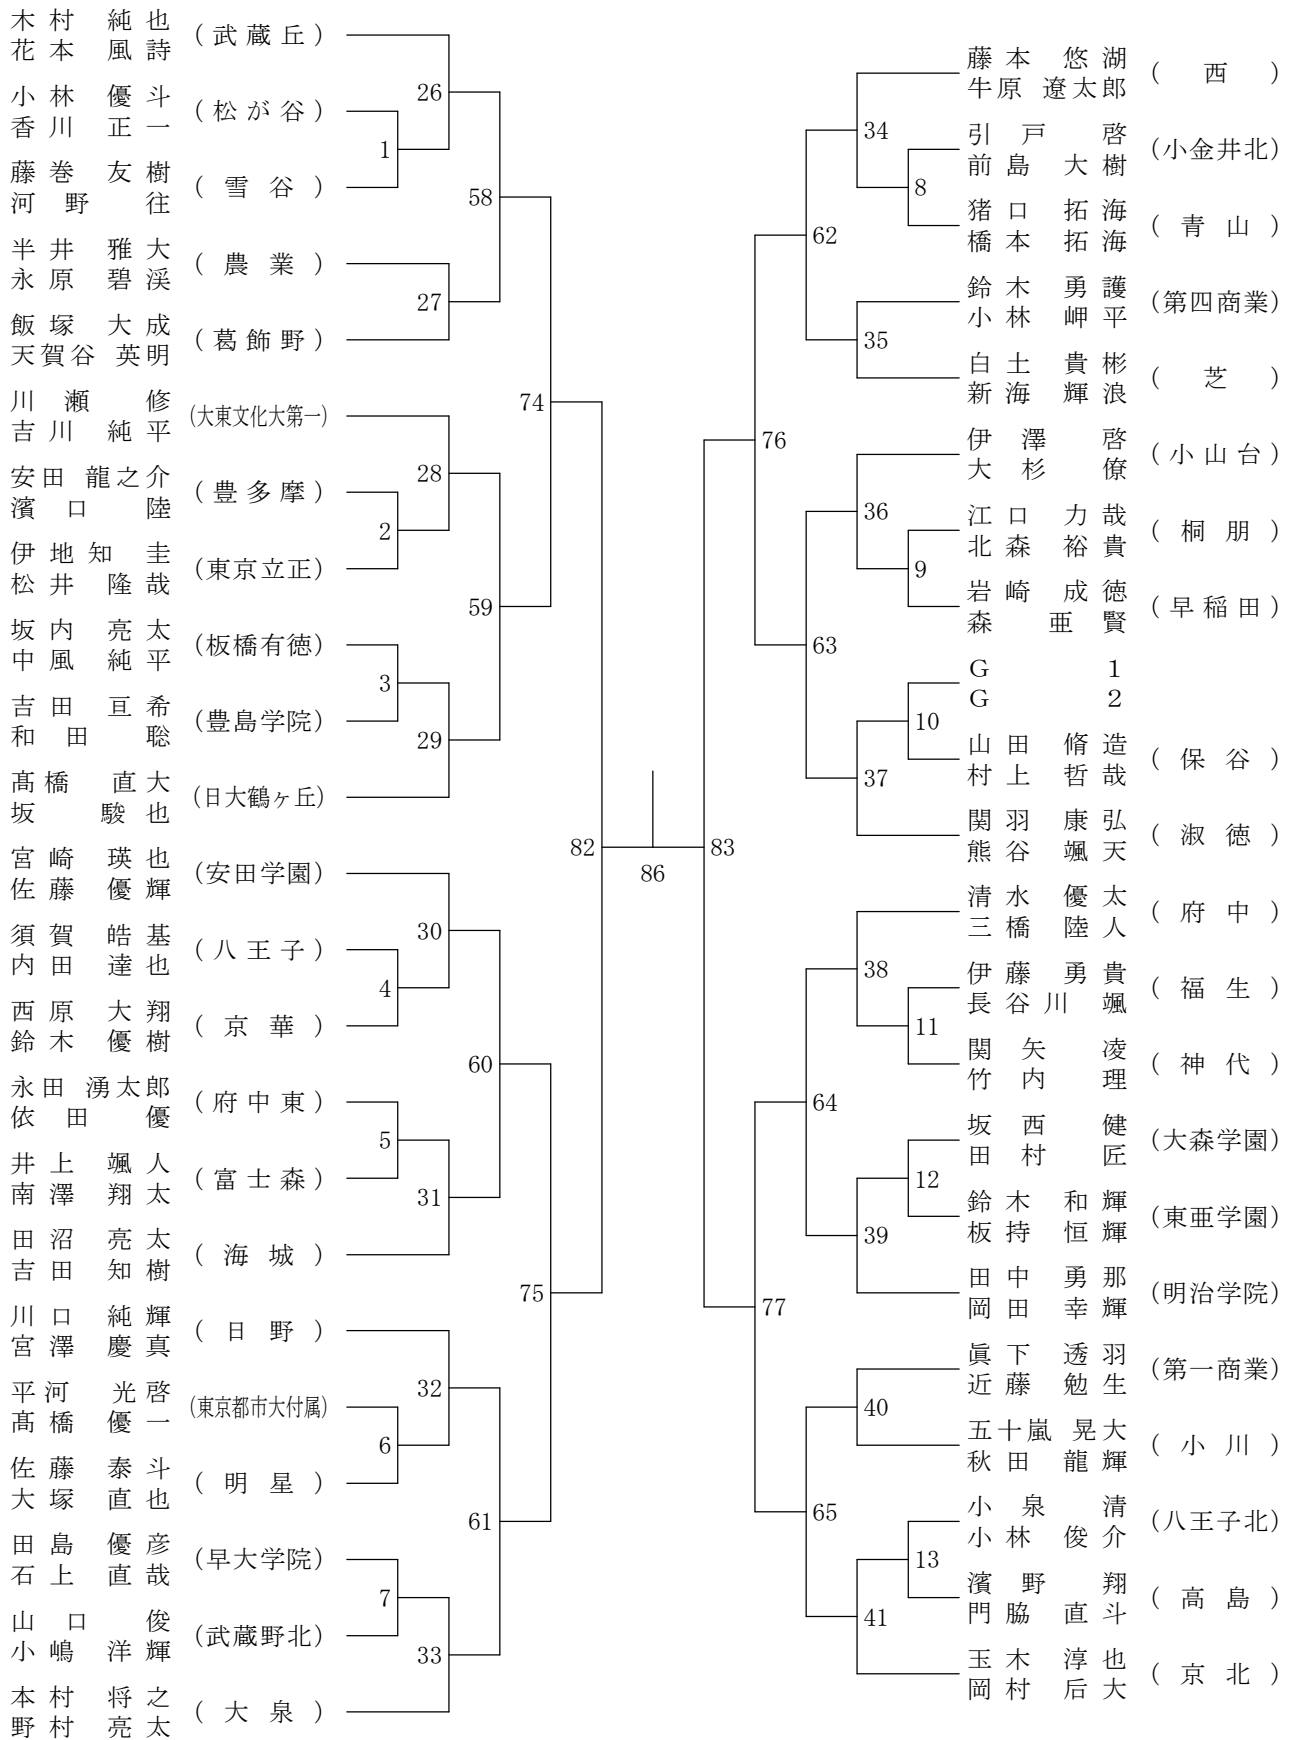 木村 純也
花本 風詩
(武蔵丘)
小林 優斗
香川 正一
(松が谷)
藤巻 友樹
河野 往
(雪谷)
半井 雅大
永原 碧渓
(農業)
飯塚 大成
天賀谷 英明
(葛飾野)
川瀬 修
吉川 純平
(大東文化大第一)
安田 龍之介
濱口 陸
(豊多摩)
伊地知 圭
松井 隆哉
(東京立正)
坂内 亮太
中風 純平
(板橋有徳)
吉田 亘希
和田 聡
(豊島学院)
髙橋 直大
坂 駿也
(日大鶴ヶ丘)
宮崎 瑛也
佐藤 優輝
(安田学園)
須賀 皓基
内田 達也
(八王子)
西原 大翔
鈴木 優樹
(京華)
永田 湧太郎
依田 優
(府中東)
井上 颯人
南澤 翔太
(富士森)
田沼 亮太
吉田 知樹
(海城)
川口 純輝
宮澤 慶真
(日野)
平河 光啓
髙橋 優一
(東京都市大付属)
佐藤 泰斗
大塚 直也
(明星)
田島 優彦
石上 直哉
(早大学院)
山口 俊
小嶋 洋輝
(武蔵野北)
本村 将之
野村 亮太
(大泉)
1
2
3
4
5
6
7
26
27
28
29
30
31
32
33
58
59
60
61
74
75
82
86
83
76
77
62
63
64
65
34
35
36
37
38
39
40
41
8
9
10
11
12
13
藤本 悠湖
牛原 遼太郎
(西)
引戸 啓
前島 大樹
(小金井北)
猪口 拓海
橋本 拓海
(青山)
鈴木 勇護
小林 岬平
(第四商業)
白土 貴彬
新海 輝浪
(芝)
伊澤 啓
大杉 僚
(小山台)
江口 力哉
北森 裕貴
(桐朋)
岩崎 成徳
森 亜賢
(早稲田)
G 1
G 2
山田 脩造
村上 哲哉
(保谷)
関羽 康弘
熊谷 颯天
(淑徳)
清水 優太
三橋 陸人
(府中)
伊藤 勇貴
長谷川 颯
(福生)
関矢 凌
竹内 理
(神代)
坂西 健
田村 匠
(大森学園)
鈴木 和輝
板持 恒輝
(東亜学園)
田中 勇那
岡田 幸輝
(明治学院)
眞下 透羽
近藤 勉生
(第一商業)
五十嵐 晃大
秋田 龍輝
(小川)
小泉 清
小林 俊介
(八王子北)
濱野 翔
門脇 直斗
(高島)
玉木 淳也
岡村 后大
(京北)